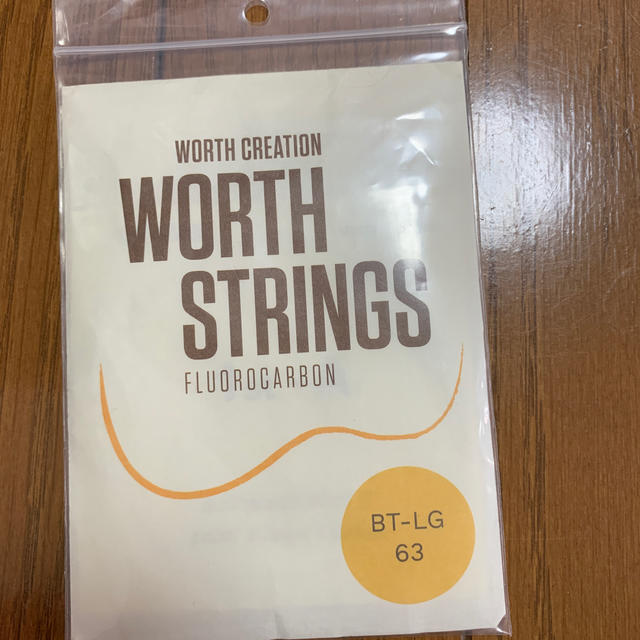 WORTH CREATION
WORTH
STRINGS
FLUOROCARBON
BT-LG
63